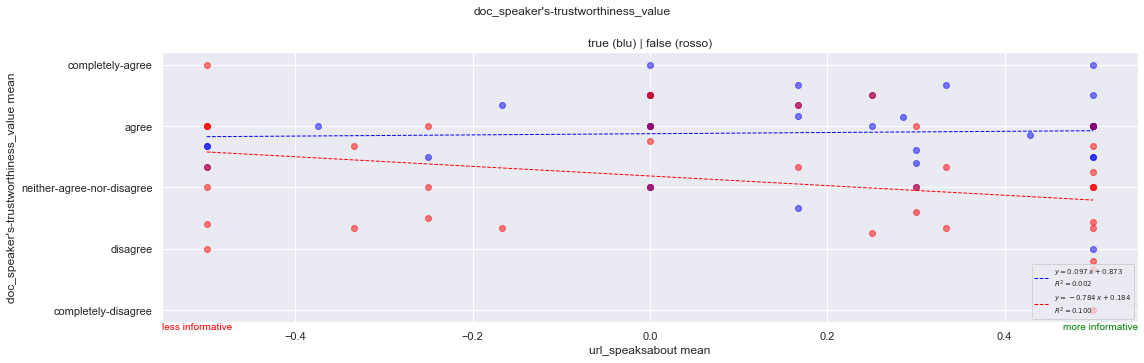 doc_speaker's-trustworthiness_value
true (blu) | false (rosso)
doc_speaker's-trustworthiness_value mean
completely-agree
agree
neither-agree-nor-disagree
disagree
completely-disagree
y = 0.097 x + 0.873
R² = 0.002
y = −0.784 x + 0.184
R² = 0.100
less informative
more informative
−0.4
−0.2
0.0
0.2
0.4
url_speaksabout mean